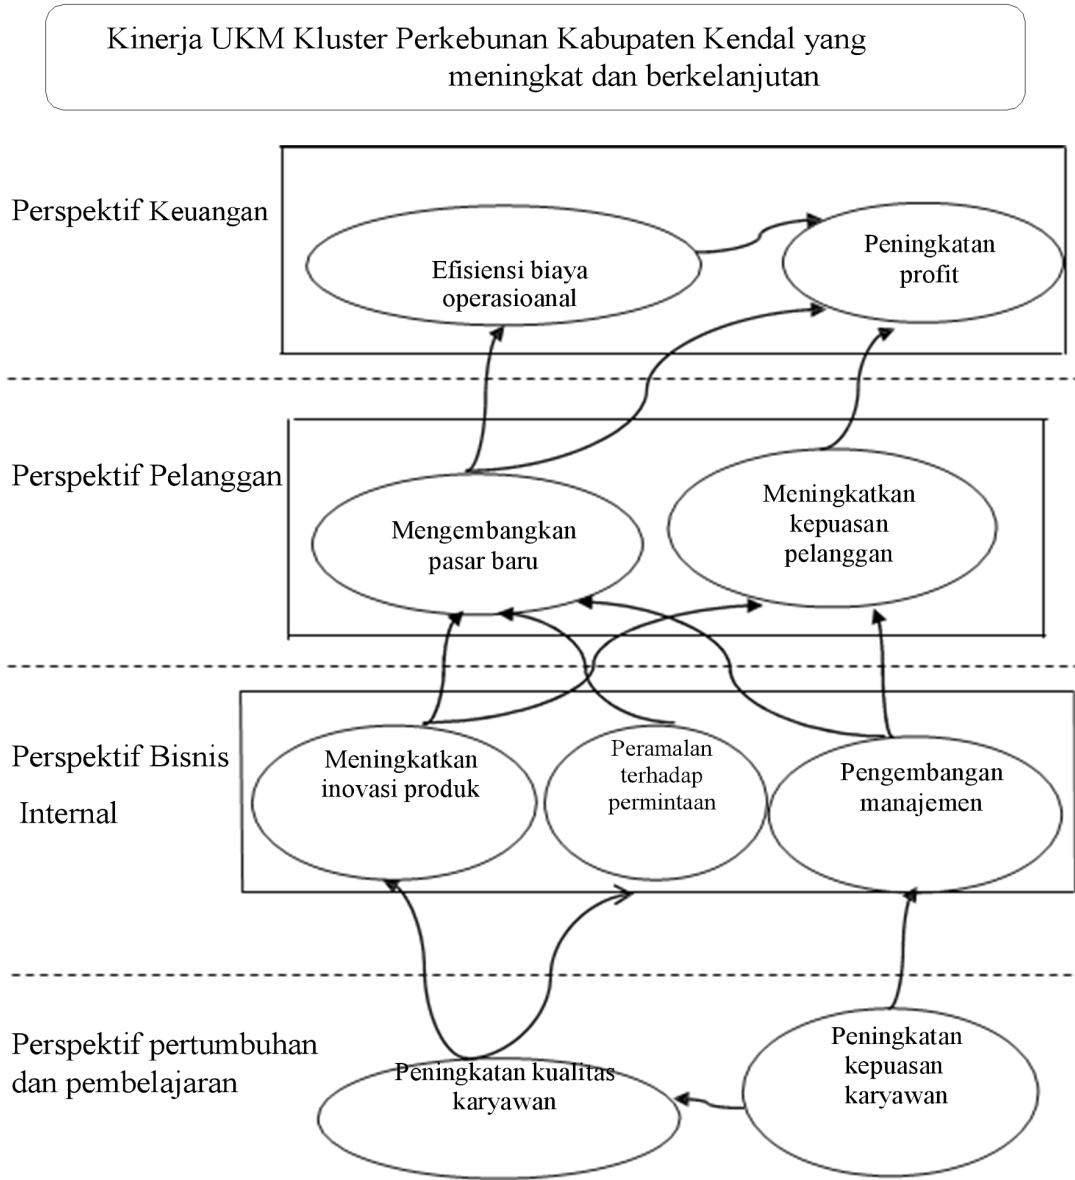 Kinerja UKM Kluster Perkebunan Kabupaten Kendal yang
meningkat dan berkelanjutan
Perspektif Keuangan
Efisiensi biaya
operasioanal
Peningkatan
profit
Perspektif Pelanggan
Mengembangkan
pasar baru
Meningkatkan
kepuasan
pelanggan
Perspektif Bisnis
Internal
Meningkatkan
inovasi produk
Peramalan
terhadap
permintaan
Pengembangan
manajemen
Perspektif pertumbuhan
dan pembelajaran
Peningkatan kualitas
karyawan
Peningkatan
kepuasan
karyawan